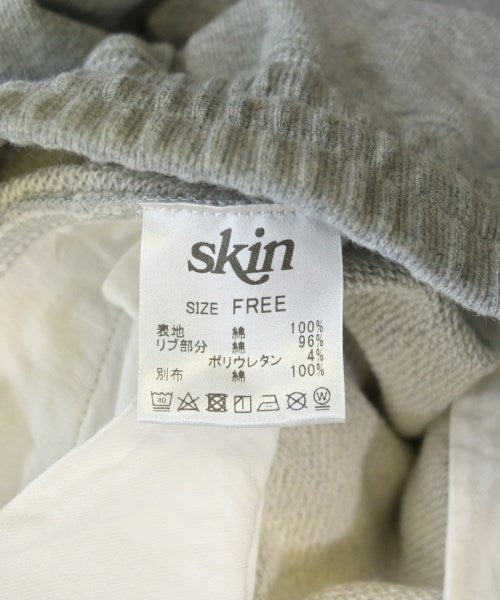 skin
SIZE FREE
表地 綿 100%
リブ部分 綿 96%
ポリウレタン 4%
別布 綿 100%
40 W